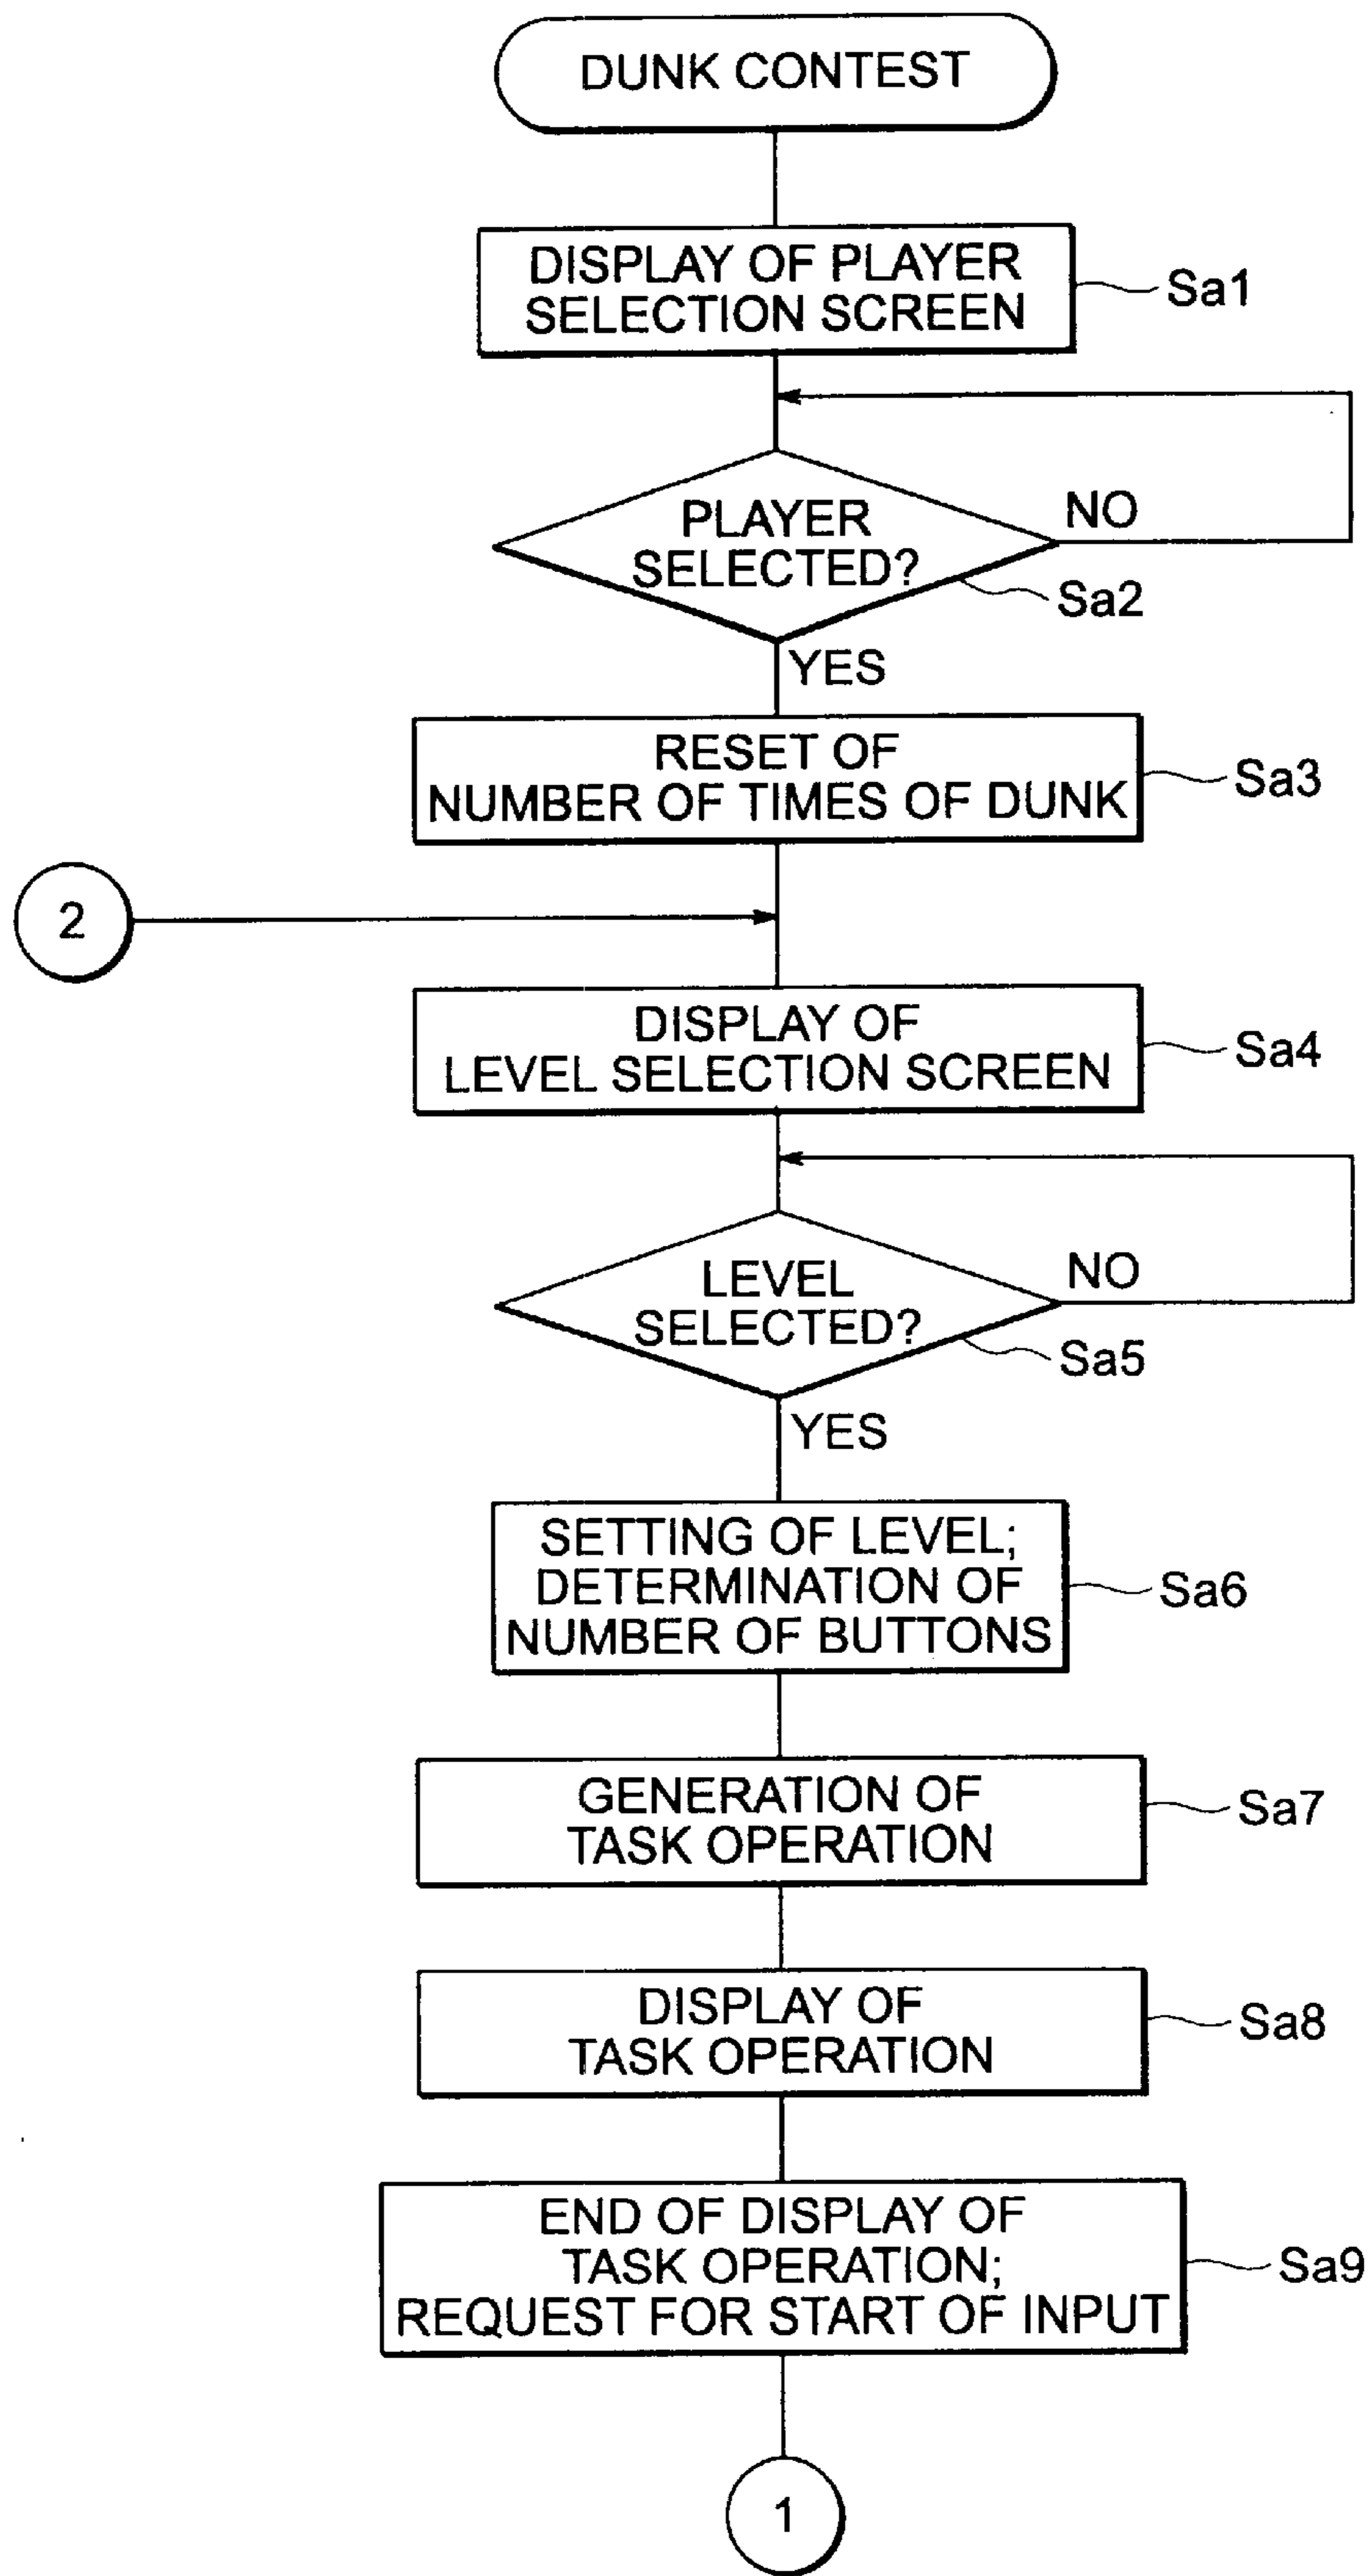 DUNK CONTEST
DISPLAY OF PLAYER
SELECTION SCREEN
Sa1
PLAYER
SELECTED?
NO
Sa2
YES
RESET OF
NUMBER OF TIMES OF DUNK
Sa3
2
DISPLAY OF
LEVEL SELECTION SCREEN
Sa4
LEVEL
SELECTED?
NO
Sa5
YES
SETTING OF LEVEL;
DETERMINATION OF
NUMBER OF BUTTONS
Sa6
GENERATION OF
TASK OPERATION
Sa7
DISPLAY OF
TASK OPERATION
Sa8
END OF DISPLAY OF
TASK OPERATION;
REQUEST FOR START OF INPUT
Sa9
1